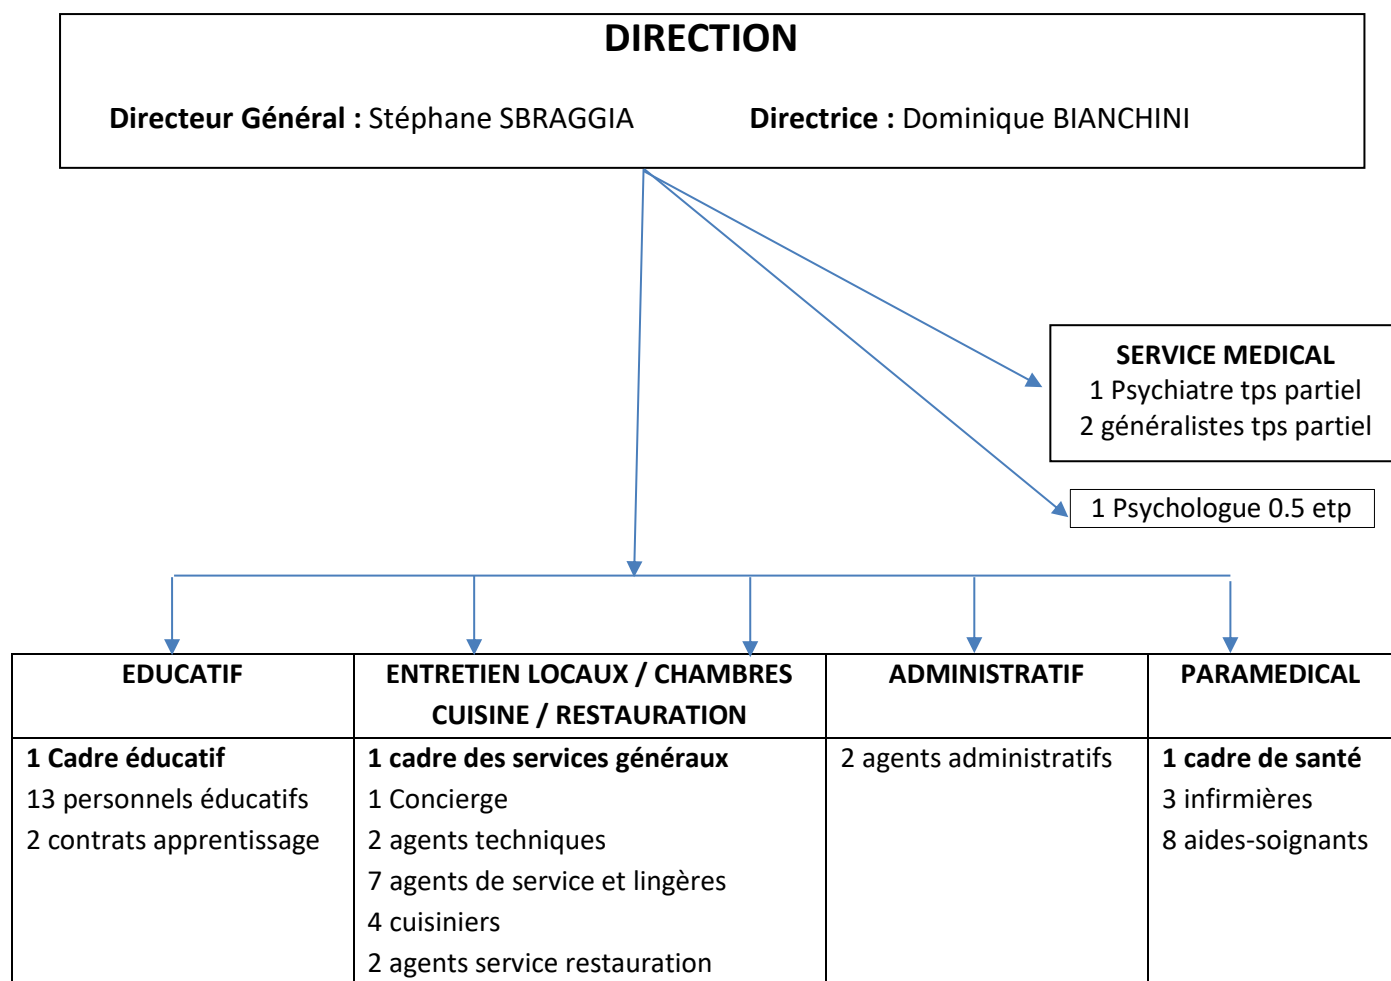 DIRECTION
Directeur Général : Stéphane SBRAGGIA Directrice : Dominique BIANCHINI
SERVICE MEDICAL
1 Psychiatre tps partiel
2 généralistes tps partiel
1 Psychologue 0.5 etp
EDUCATIF
1 Cadre éducatif
13 personnels éducatifs
2 contrats apprentissage
ENTRETIEN LOCAUX / CHAMBRES
CUISINE / RESTAURATION
1 cadre des services généraux
1 Concierge
2 agents techniques
7 agents de service et lingères
4 cuisiniers
2 agents service restauration
ADMINISTRATIF
2 agents administratifs
PARAMEDICAL
1 cadre de santé
3 infirmières
8 aides-soignants